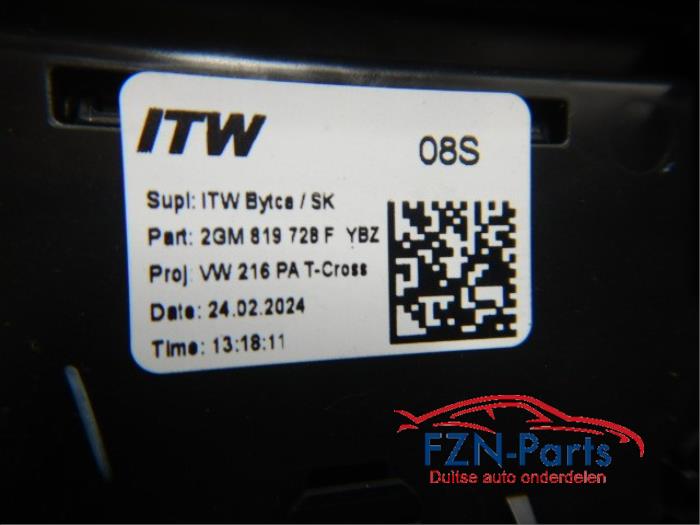 ITW
08S
Supl: ITW Bytca / SK
Part: 2GM 819 728 F YBZ
Proj: VW 216 PA T-Cross
Date: 24.02.2024
Time: 13:18:11
FZN-Parts
Duitse auto onderdelen